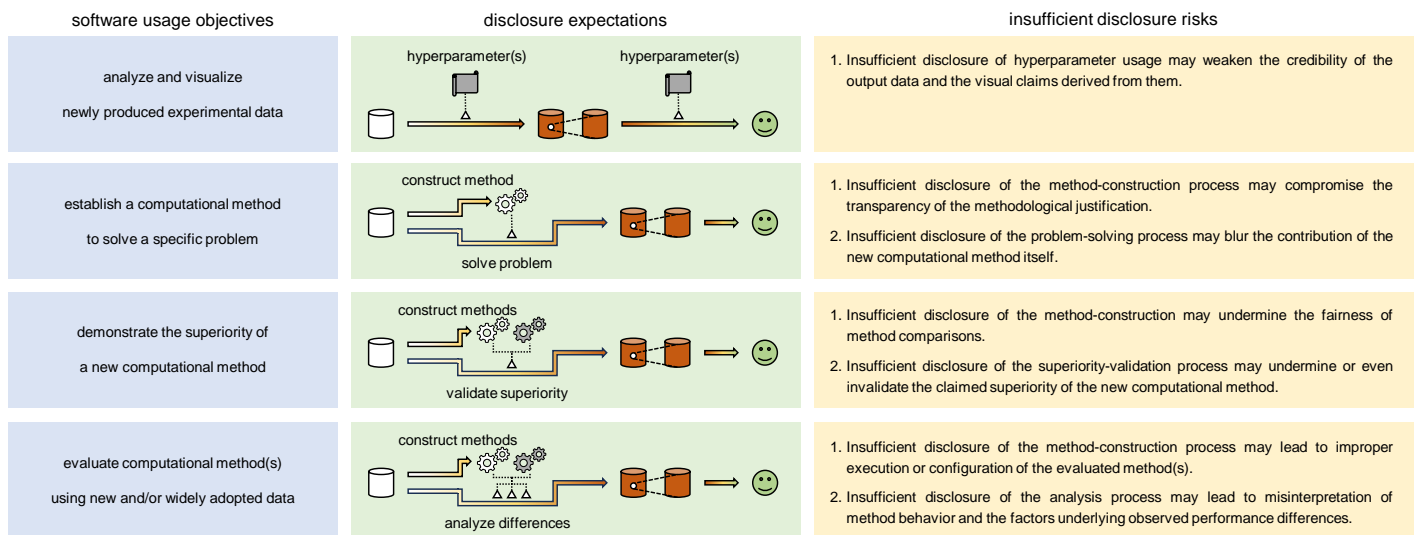 software usage objectives
disclosure expectations
insufficient disclosure risks
analyze and visualize
newly produced experimental data
hyperparameter(s)
hyperparameter(s)
1. Insufficient disclosure of hyperparameter usage may weaken the credibility of the
output data and the visual claims derived from them.
establish a computational method
to solve a specific problem
construct method
solve problem
1. Insufficient disclosure of the method-construction process may compromise the
transparency of the methodological justification.
2. Insufficient disclosure of the problem-solving process may blur the contribution of the
new computational method itself.
demonstrate the superiority of
a new computational method
construct methods
validate superiority
1. Insufficient disclosure of the method-construction may undermine the fairness of
method comparisons.
2. Insufficient disclosure of the superiority-validation process may undermine or even
invalidate the claimed superiority of the new computational method.
evaluate computational method(s)
using new and/or widely adopted data
construct methods
analyze differences
1. Insufficient disclosure of the method-construction process may lead to improper
execution or configuration of the evaluated method(s).
2. Insufficient disclosure of the analysis process may lead to misinterpretation of
method behavior and the factors underlying observed performance differences.